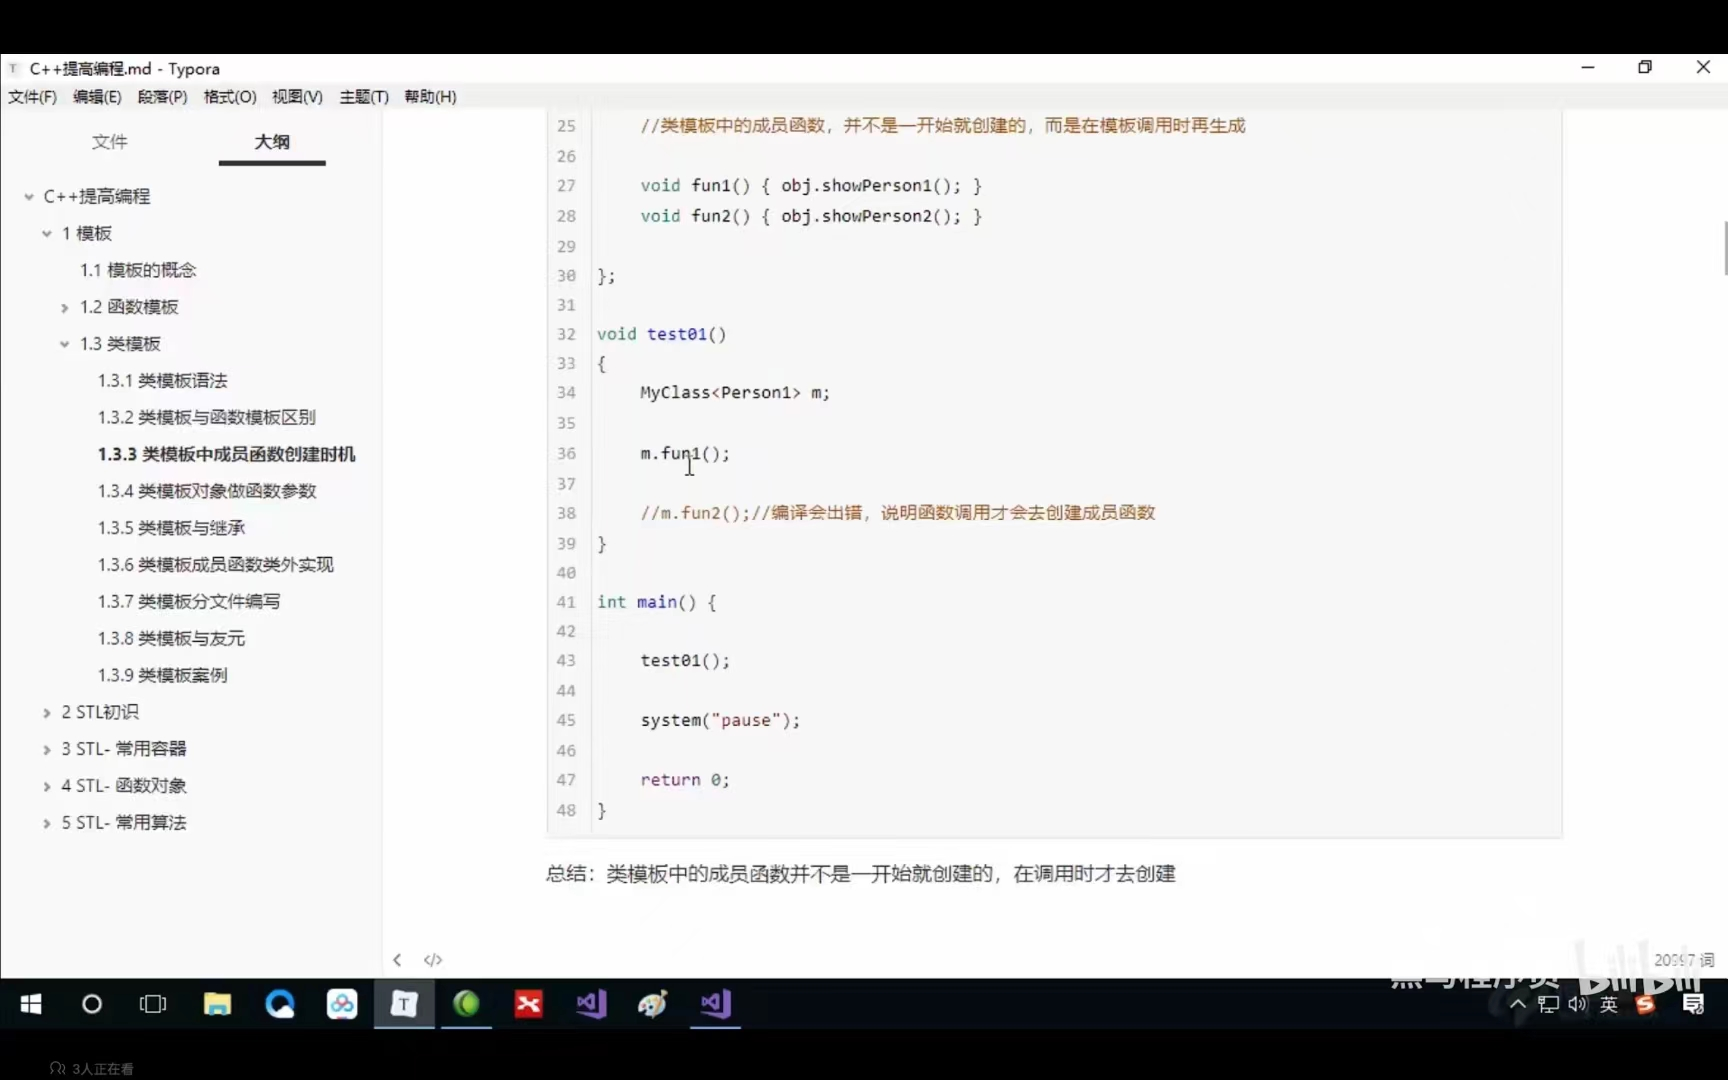 C++提高编程.md - Typora
文件(F) 编辑(E) 段落(P) 格式(O) 视图(V) 主题(T) 帮助(H)
文件 大纲
C++提高编程
1 模板
1.1 模板的概念
1.2 函数模板
1.3 类模板
1.3.1 类模板语法
1.3.2 类模板与函数模板区别
1.3.3 类模板中成员函数创建时机
1.3.4 类模板对象做函数参数
1.3.5 类模板与继承
1.3.6 类模板成员函数类外实现
1.3.7 类模板分文件编写
1.3.8 类模板与友元
1.3.9 类模板案例
2 STL初识
3 STL- 常用容器
4 STL- 函数对象
5 STL- 常用算法
25 //类模板中的成员函数，并不是一开始就创建的，而是在模板调用时再生成
26
27 void fun1() { obj.showPerson1(); }
28 void fun2() { obj.showPerson2(); }
29
30 };
31
32 void test01()
33 {
34 MyClass<Person1> m;
35
36 m.fun1();
37
38 //m.fun2();//编译会出错，说明函数调用才会去创建成员函数
39 }
40
41 int main() {
42
43 test01();
44
45 system("pause");
46
47 return 0;
48 }
总结：类模板中的成员函数并不是一开始就创建的，在调用时才去创建
</> 20997 词
bilibili
英
3人正在看